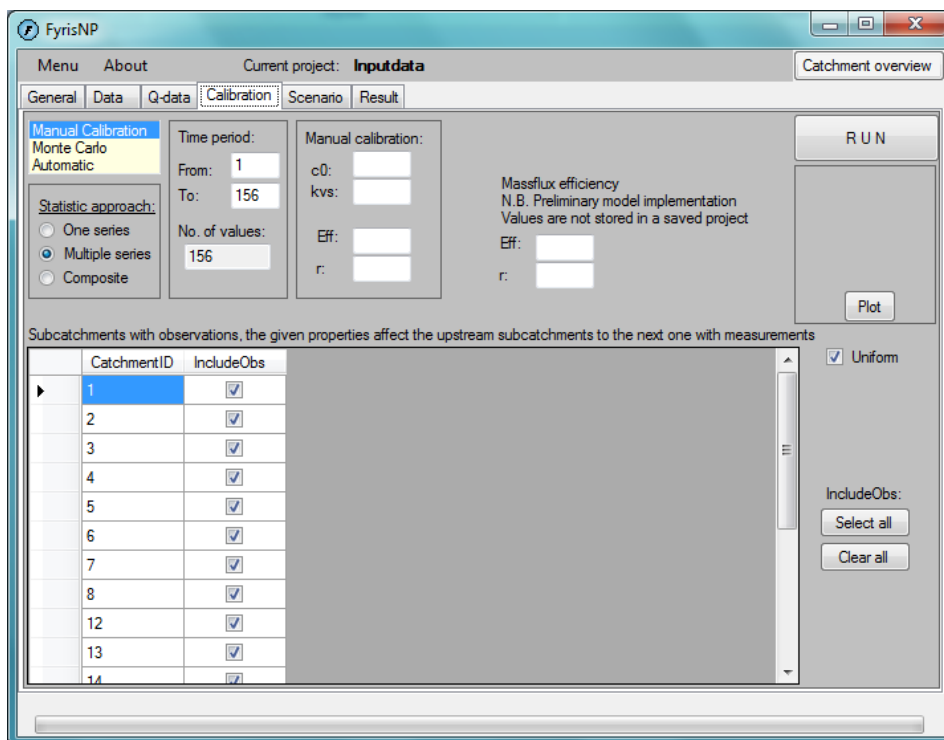 FyrisNP
Menu About Current project: Inputdata Catchment overview
General Data Q-data Calibration Scenario Result
Manual Calibration
Monte Carlo
Automatic
Statistic approach:
One series
Multiple series
Composite
Time period:
From: 1
To: 156
No. of values:
156
Manual calibration:
c0:
kvs:
Eff:
r:
Massflux efficiency
N.B. Preliminary model implementation
Values are not stored in a saved project
Eff:
r:
RUN
Plot
Subcatchments with observations, the given properties affect the upstream subcatchments to the next one with measurements
CatchmentID IncludeObs
1
2
3
4
5
6
7
8
12
13
14
Uniform
IncludeObs:
Select all
Clear all